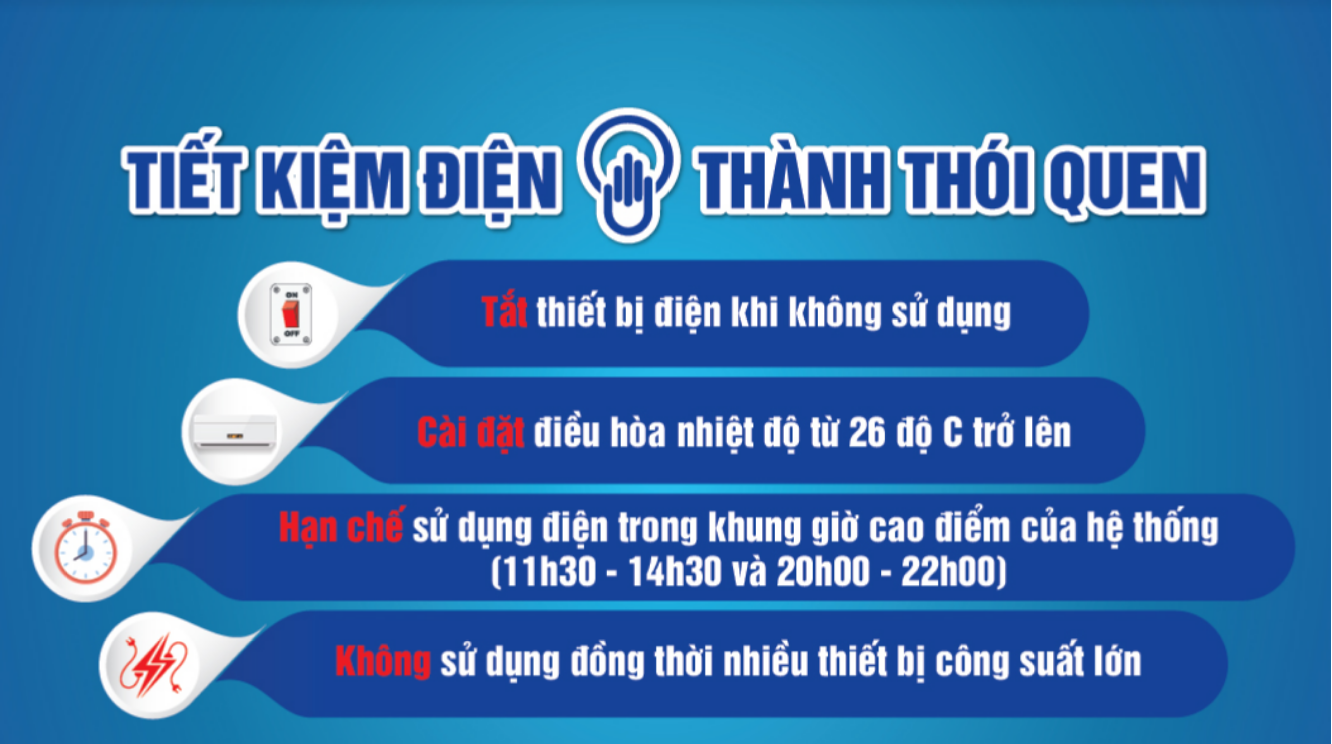 TIẾT KIỆM ĐIỆN THÀNH THÓI QUEN
ON
OFF
Tắt thiết bị điện khi không sử dụng
Cài đặt điều hòa nhiệt độ từ 26 độ C trở lên
Hạn chế sử dụng điện trong khung giờ cao điểm của hệ thống
(11h30 - 14h30 và 20h00 - 22h00)
Không sử dụng đồng thời nhiều thiết bị công suất lớn